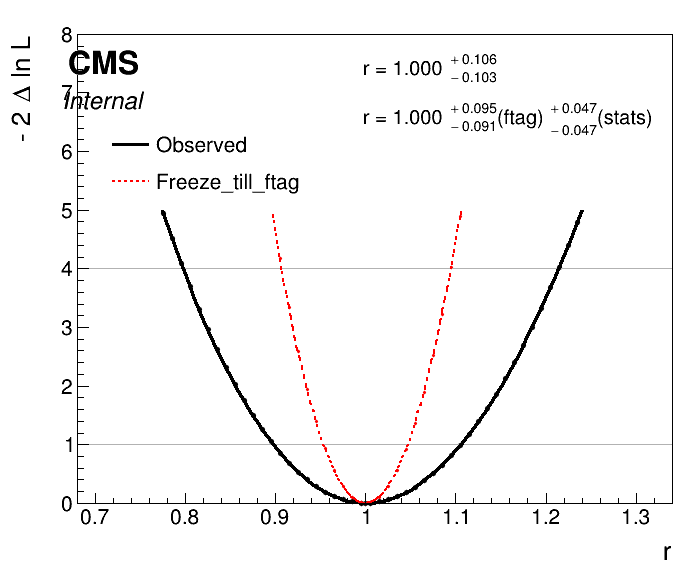 - 2 Δ ln L
8
7
6
5
4
3
2
1
0
CMS
Internal
Observed
Freeze_till_ftag
r = 1.000 + 0.106 − 0.103
r = 1.000 + 0.095 − 0.091 (ftag) + 0.047 − 0.047 (stats)
0.7 0.8 0.9 1 1.1 1.2 1.3
r